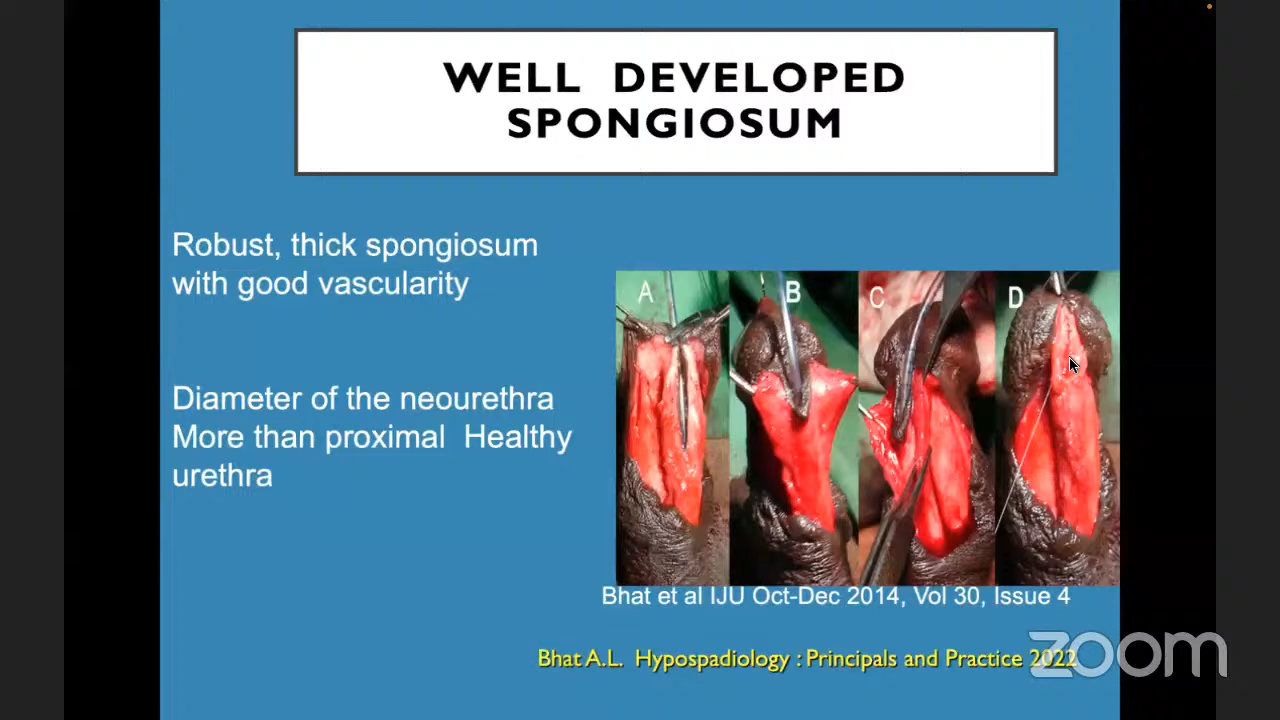 WELL DEVELOPED
SPONGIOSUM
Robust, thick spongiosum
with good vascularity
Diameter of the neourethra
More than proximal Healthy
urethra
A B C D
Bhat et al IJU Oct-Dec 2014, Vol 30, Issue 4
Bhat A.L. Hypospadiology : Principals and Practice 2022
zoom